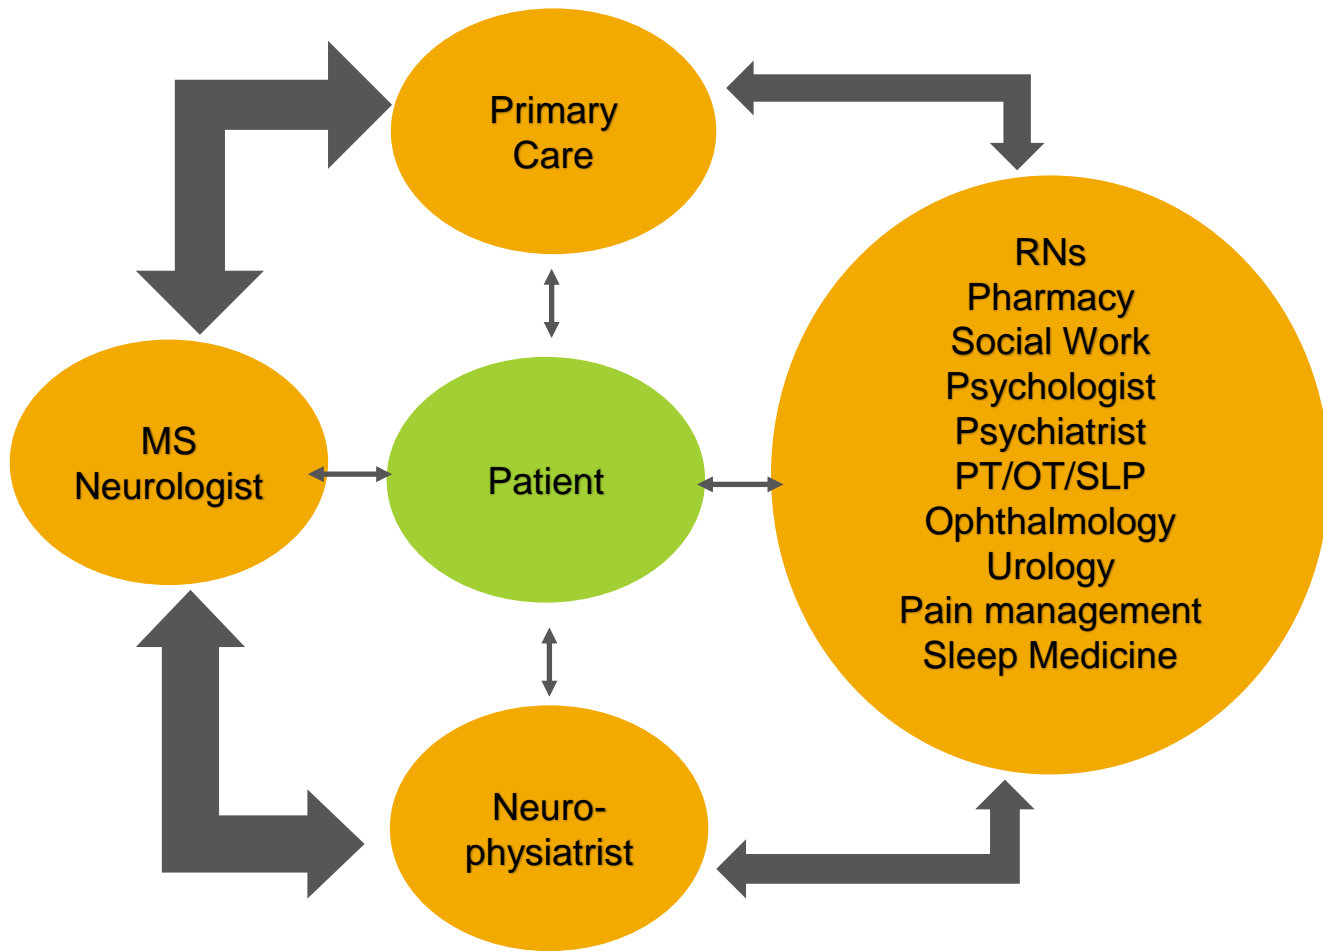 Primary
Care
MS
Neurologist
Patient
RNs
Pharmacy
Social Work
Psychologist
Psychiatrist
PT/OT/SLP
Ophthalmology
Urology
Pain management
Sleep Medicine
Neuro-
physiatrist